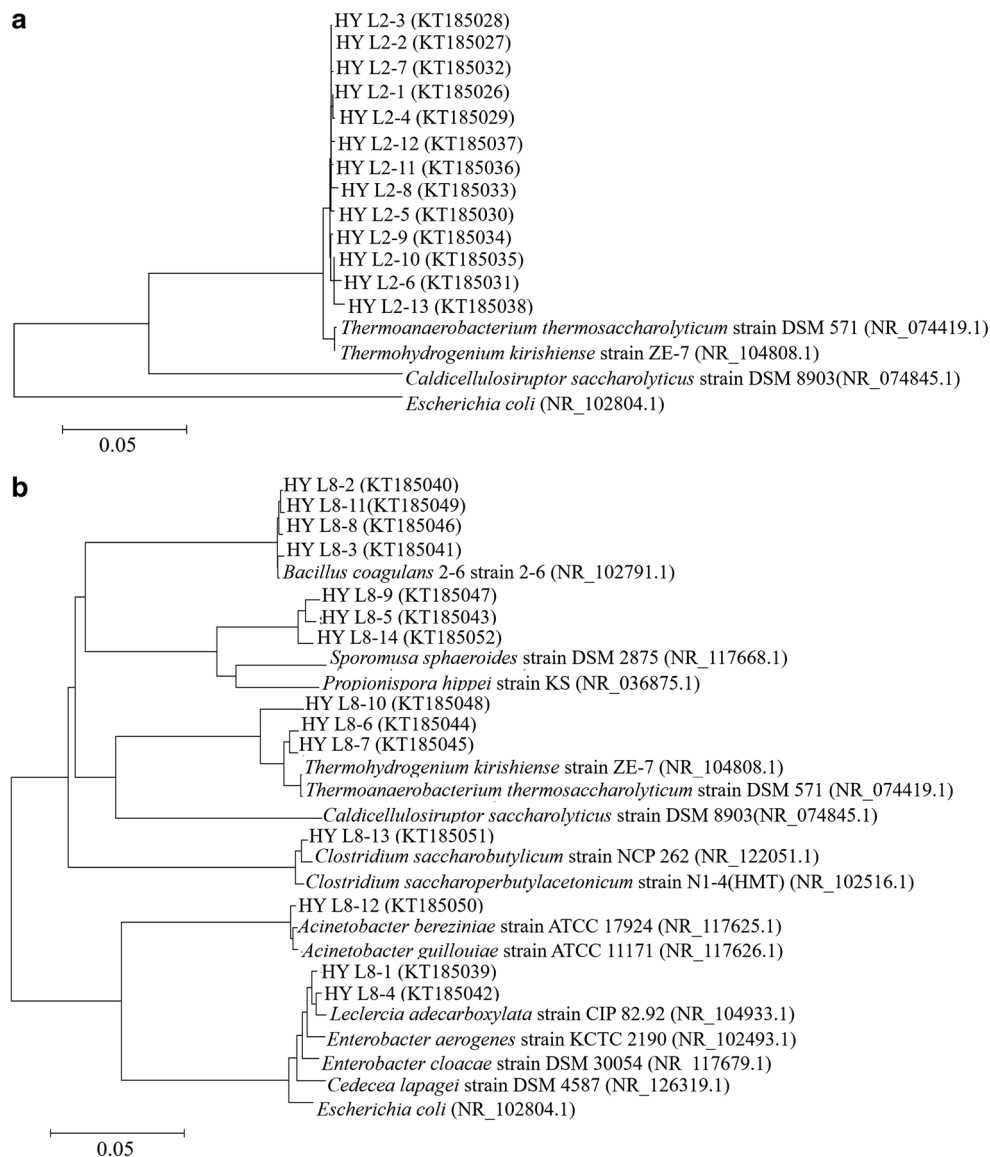 a
HY L2-3 (KT185028)
HY L2-2 (KT185027)
HY L2-7 (KT185032)
HY L2-1 (KT185026)
HY L2-4 (KT185029)
HY L2-12 (KT185037)
HY L2-11 (KT185036)
HY L2-8 (KT185033)
HY L2-5 (KT185030)
HY L2-9 (KT185034)
HY L2-10 (KT185035)
HY L2-6 (KT185031)
HY L2-13 (KT185038)
Thermoanaerobacterium thermosaccharolyticum strain DSM 571 (NR_074419.1)
Thermohydrogenium kirishiense strain ZE-7 (NR_104808.1)
Caldicellulosiruptor saccharolyticus strain DSM 8903(NR_074845.1)
Escherichia coli (NR_102804.1)
0.05
b
HY L8-2 (KT185040)
HY L8-11(KT185049)
HY L8-8 (KT185046)
HY L8-3 (KT185041)
Bacillus coagulans 2-6 strain 2-6 (NR_102791.1)
HY L8-9 (KT185047)
HY L8-5 (KT185043)
HY L8-14 (KT185052)
Sporomusa sphaeroides strain DSM 2875 (NR_117668.1)
Propionispora hippei strain KS (NR_036875.1)
HY L8-10 (KT185048)
HY L8-6 (KT185044)
HY L8-7 (KT185045)
Thermohydrogenium kirishiense strain ZE-7 (NR_104808.1)
Thermoanaerobacterium thermosaccharolyticum strain DSM 571 (NR_074419.1)
Caldicellulosiruptor saccharolyticus strain DSM 8903(NR_074845.1)
HY L8-13 (KT185051)
Clostridium saccharobutylicum strain NCP 262 (NR_122051.1)
Clostridium saccharoperbutylacetonicum strain N1-4(HMT) (NR_102516.1)
HY L8-12 (KT185050)
Acinetobacter bereziniae strain ATCC 17924 (NR_117625.1)
Acinetobacter guillouiae strain ATCC 11171 (NR_117626.1)
HY L8-1 (KT185039)
HY L8-4 (KT185042)
Leclercia adecarboxylata strain CIP 82.92 (NR_104933.1)
Enterobacter aerogenes strain KCTC 2190 (NR_102493.1)
Enterobacter cloacae strain DSM 30054 (NR 117679.1)
Cedecea lapagei strain DSM 4587 (NR_126319.1)
Escherichia coli (NR_102804.1)
0.05